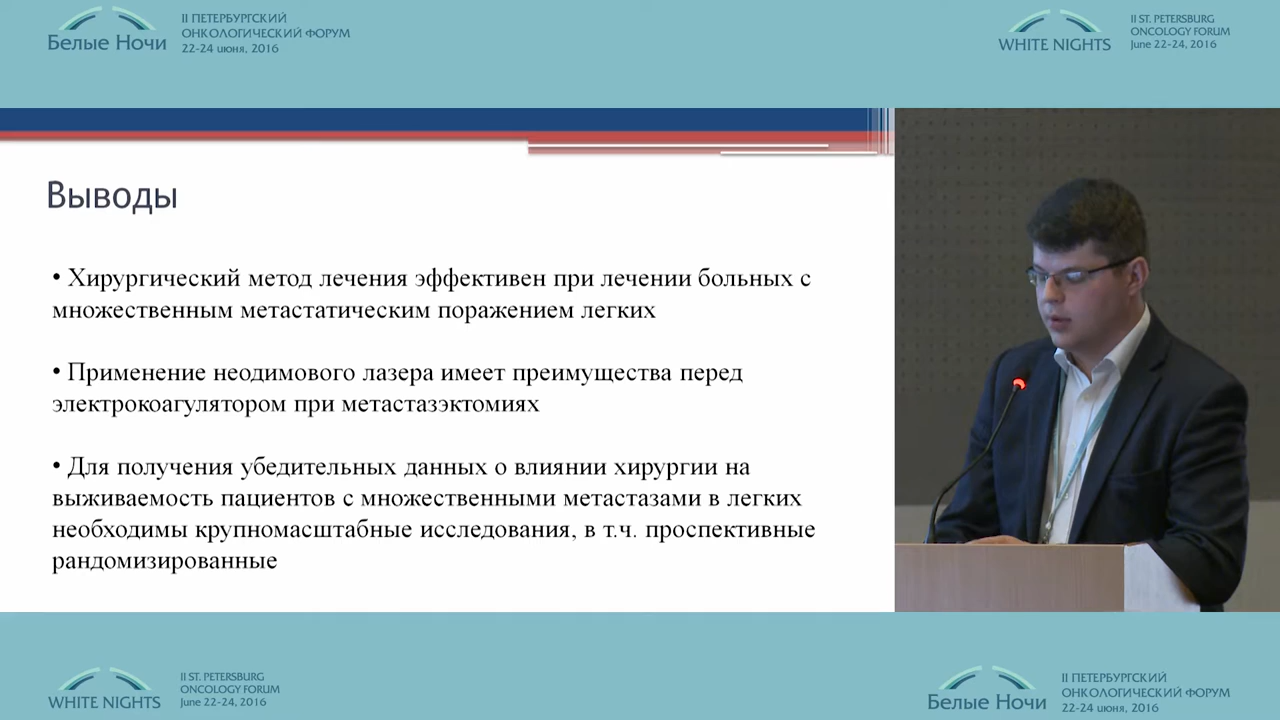 Белые Ночи
II ПЕТЕРБУРГСКИЙ
ОНКОЛОГИЧЕСКИЙ ФОРУМ
22-24 июня, 2016
WHITE NIGHTS
II ST. PETERSBURG
ONCOLOGY FORUM
June 22-24, 2016
Выводы
• Хирургический метод лечения эффективен при лечении больных с
множественным метастатическим поражением легких
• Применение неодимового лазера имеет преимущества перед
электрокоагулятором при метастазэктомиях
• Для получения убедительных данных о влиянии хирургии на
выживаемость пациентов с множественными метастазами в легких
необходимы крупномасштабные исследования, в т.ч. проспективные
рандомизированные
WHITE NIGHTS
II ST. PETERSBURG
ONCOLOGY FORUM
June 22-24, 2016
Белые Ночи
II ПЕТЕРБУРГСКИЙ
ОНКОЛОГИЧЕСКИЙ ФОРУМ
22-24 июня, 2016